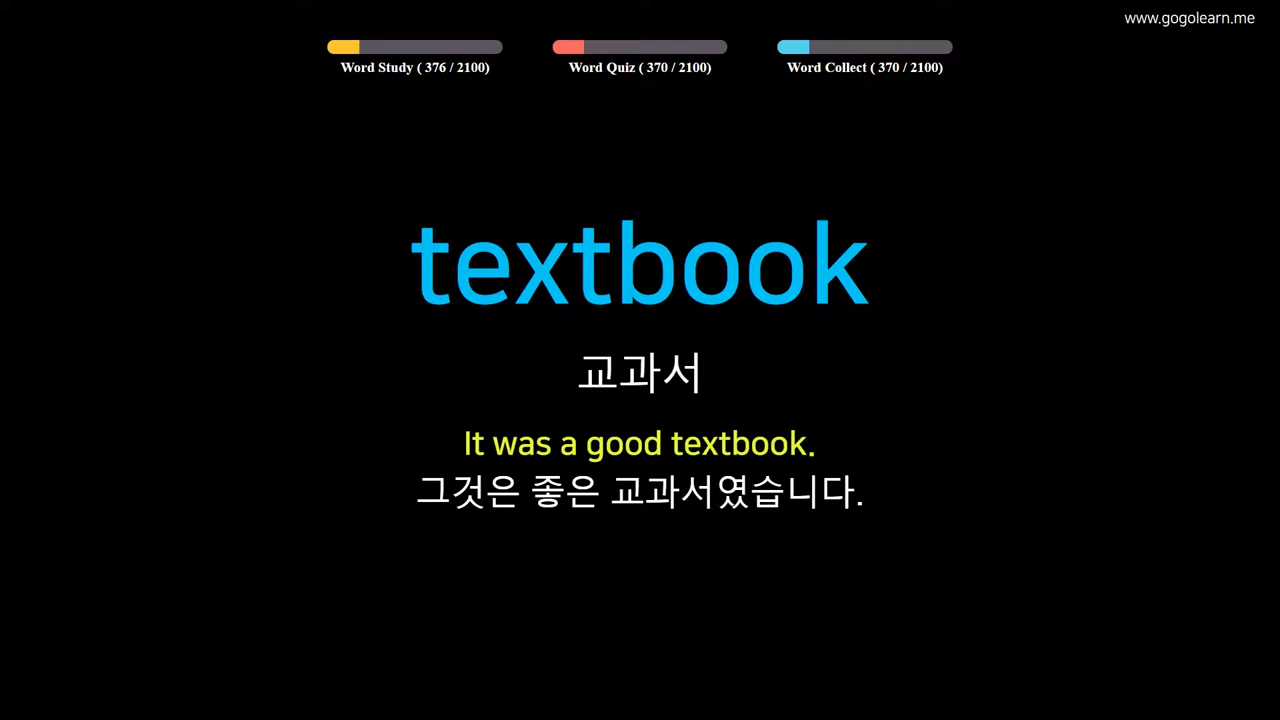 www.gogolearn.me
Word Study ( 376 / 2100)
Word Quiz ( 370 / 2100)
Word Collect ( 370 / 2100)
textbook
교과서
It was a good textbook.
그것은 좋은 교과서였습니다.